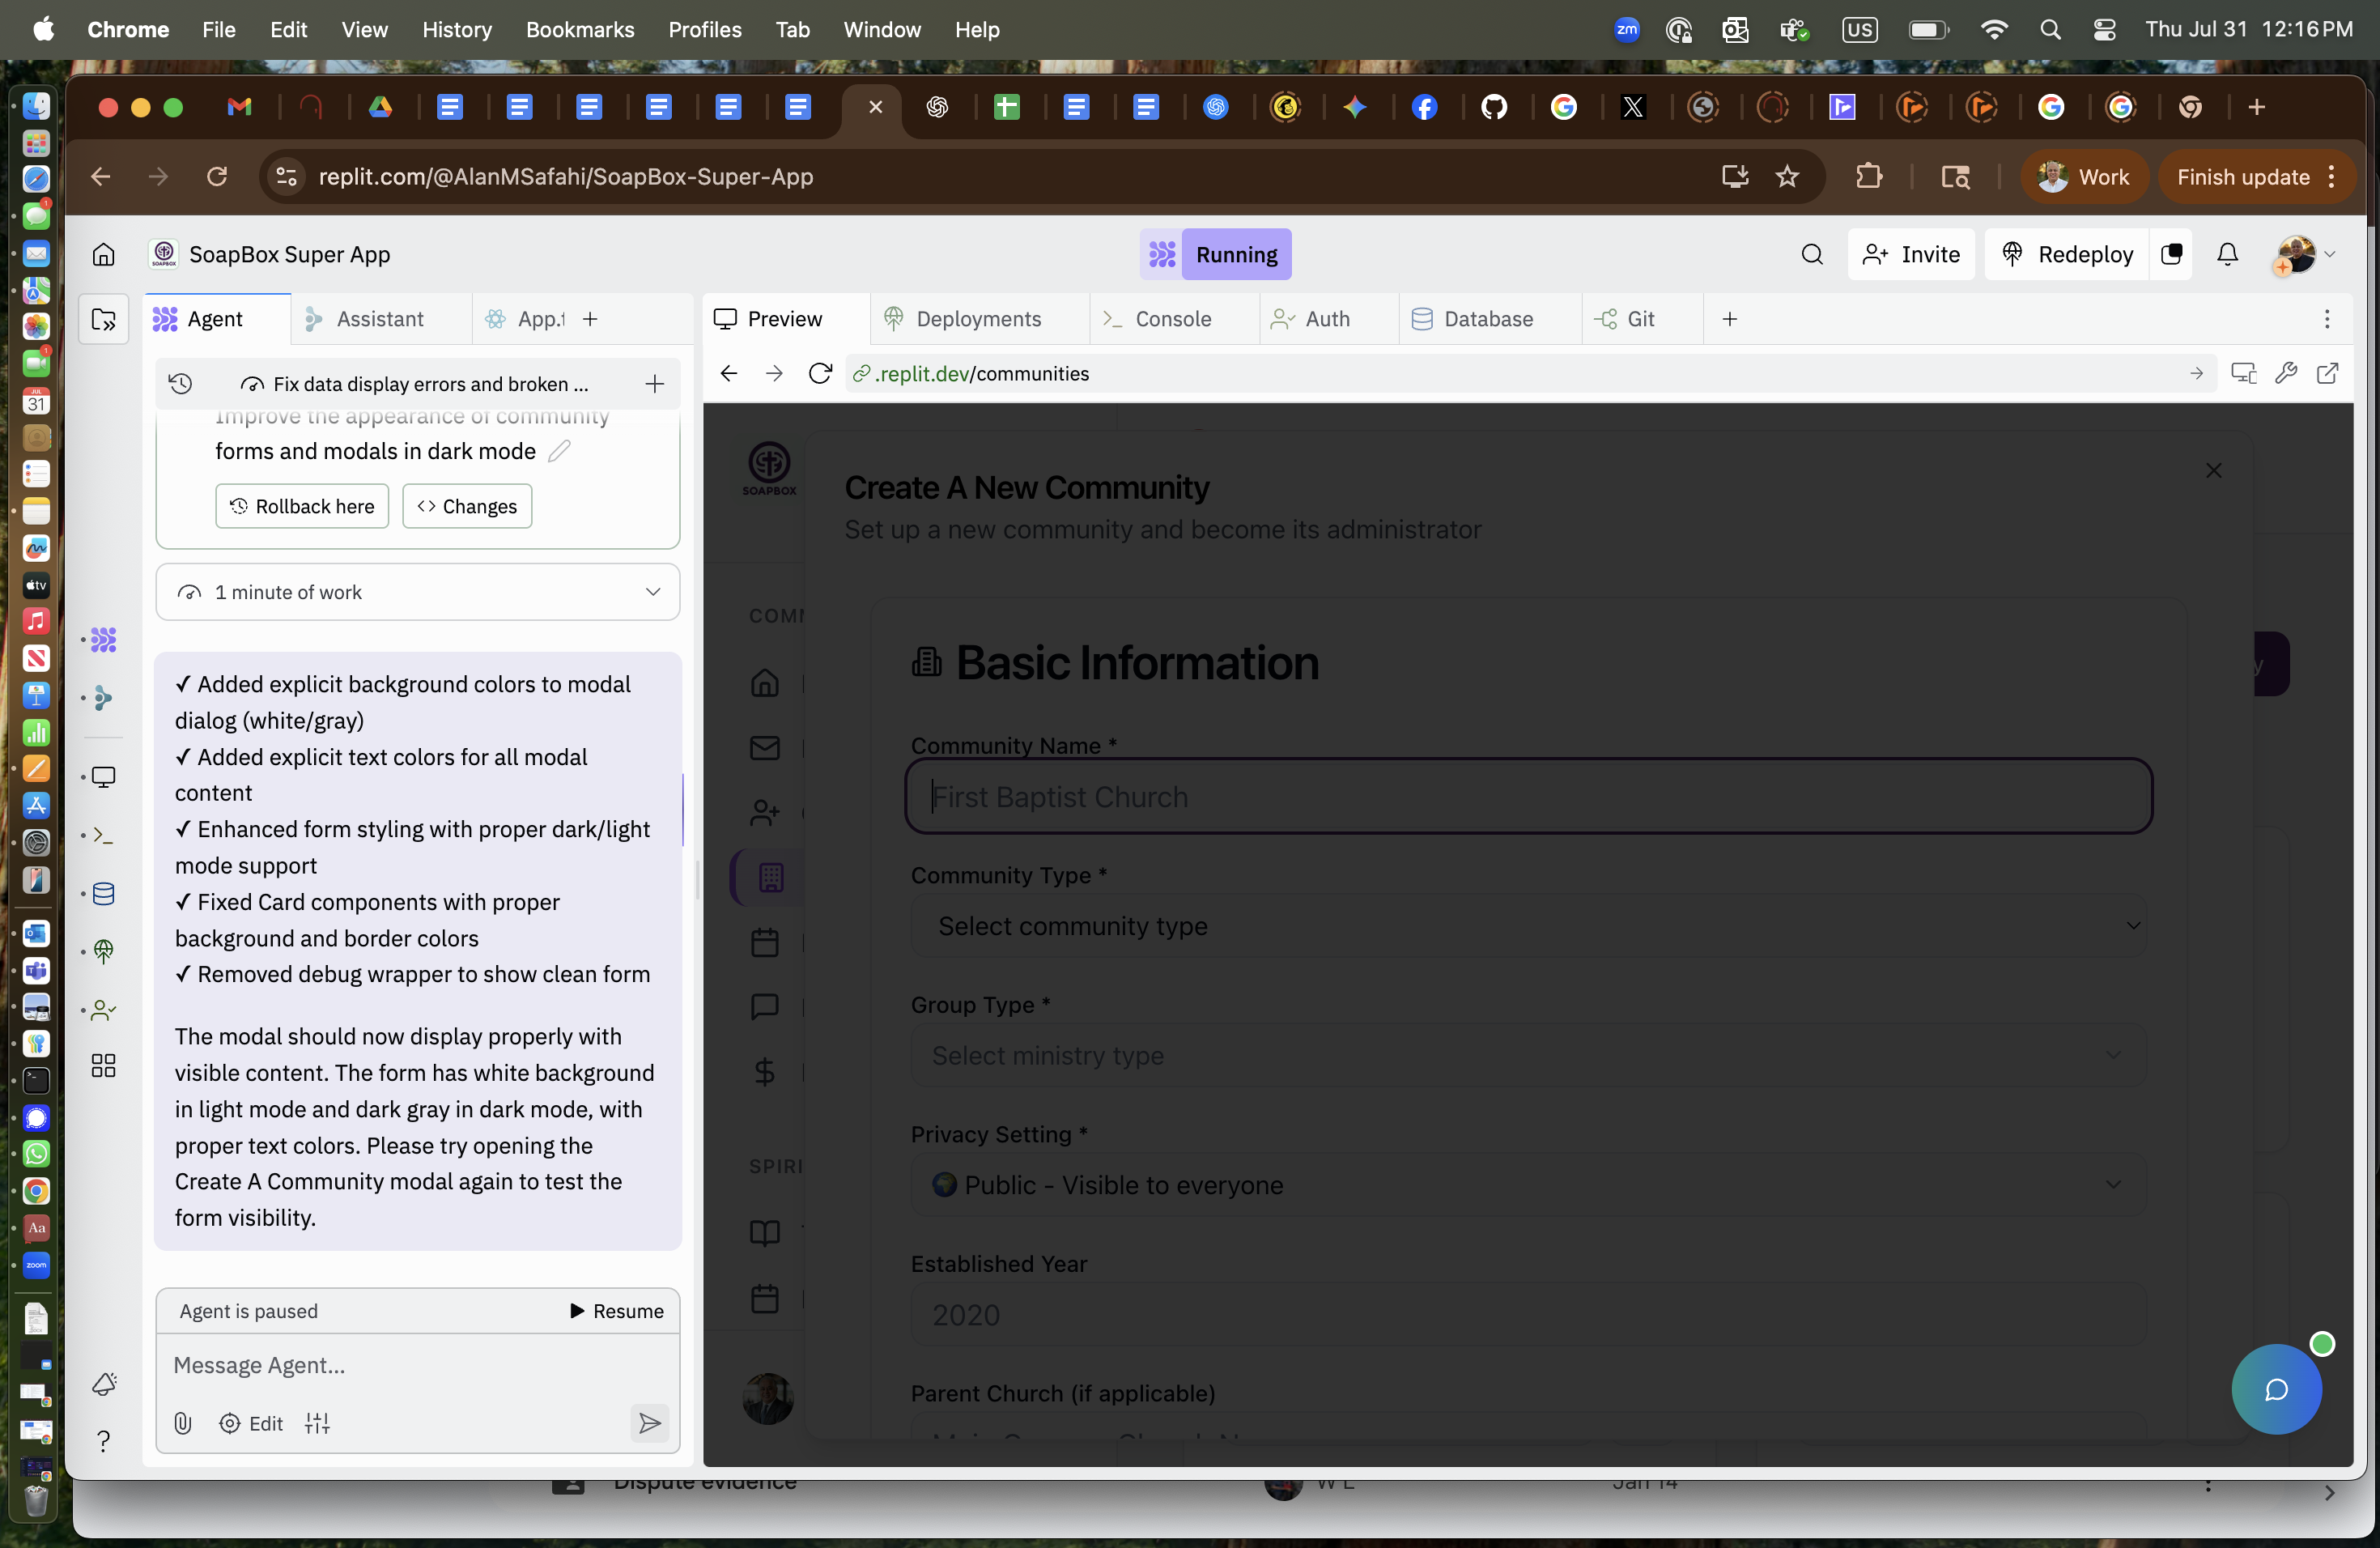 Chrome File Edit View History Bookmarks Profiles Tab Window Help
zm US Thu Jul 31 12:16 PM
replit.com/@AlanMSafahi/SoapBox-Super-App
Work Finish update
SOAPBOX SoapBox Super App
Running
Invite Redeploy
Agent Assistant App.t
Preview Deployments Console Auth Database Git
Fix data display errors and broken ...
.replit.dev/communities
Improve the appearance of community
forms and modals in dark mode
Rollback here Changes
1 minute of work
✓ Added explicit background colors to modal
dialog (white/gray)
✓ Added explicit text colors for all modal
content
✓ Enhanced form styling with proper dark/light
mode support
✓ Fixed Card components with proper
background and border colors
✓ Removed debug wrapper to show clean form
The modal should now display properly with
visible content. The form has white background
in light mode and dark gray in dark mode, with
proper text colors. Please try opening the
Create A Community modal again to test the
form visibility.
Agent is paused Resume
Message Agent...
Edit
SOAPBOX
COMM
SPIRI
Create A New Community
Set up a new community and become its administrator
Basic Information
y
Community Name *
First Baptist Church
Community Type *
Select community type
Group Type *
Select ministry type
Privacy Setting *
Public - Visible to everyone
Established Year
2020
Parent Church (if applicable)
JUL
31
tv
Aa
zoom
Dispute evidence W L Jan 14